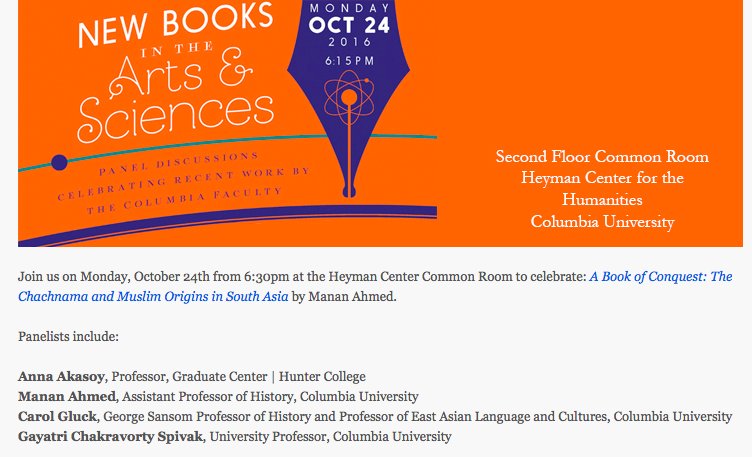 NEW BOOKS
IN THE
Arts &
Sciences
PANEL DISCUSSIONS
CELEBRATING RECENT WORK BY
THE COLUMBIA FACULTY
MONDAY
OCT 24
2016
6:15PM
Second Floor Common Room
Heyman Center for the
Humanities
Columbia University
Join us on Monday, October 24th from 6:30pm at the Heyman Center Common Room to celebrate: A Book of Conquest: The
Chachnama and Muslim Origins in South Asia by Manan Ahmed.
Panelists include:
Anna Akasoy, Professor, Graduate Center | Hunter College
Manan Ahmed, Assistant Professor of History, Columbia University
Carol Gluck, George Sansom Professor of History and Professor of East Asian Language and Cultures, Columbia University
Gayatri Chakravorty Spivak, University Professor, Columbia University